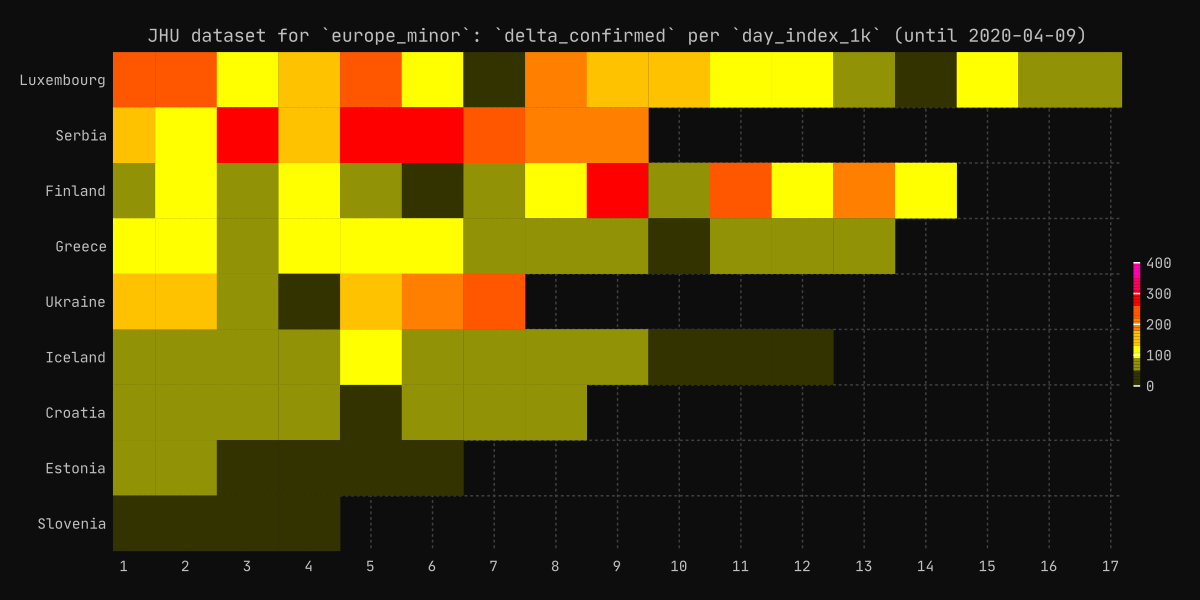 JHU dataset for `europe_minor`: `delta_confirmed` per `day_index_1k` (until 2020-04-09)
Luxembourg
Serbia
Finland
Greece
Ukraine
Iceland
Croatia
Estonia
Slovenia
400
300
200
100
0
1 2 3 4 5 6 7 8 9 10 11 12 13 14 15 16 17